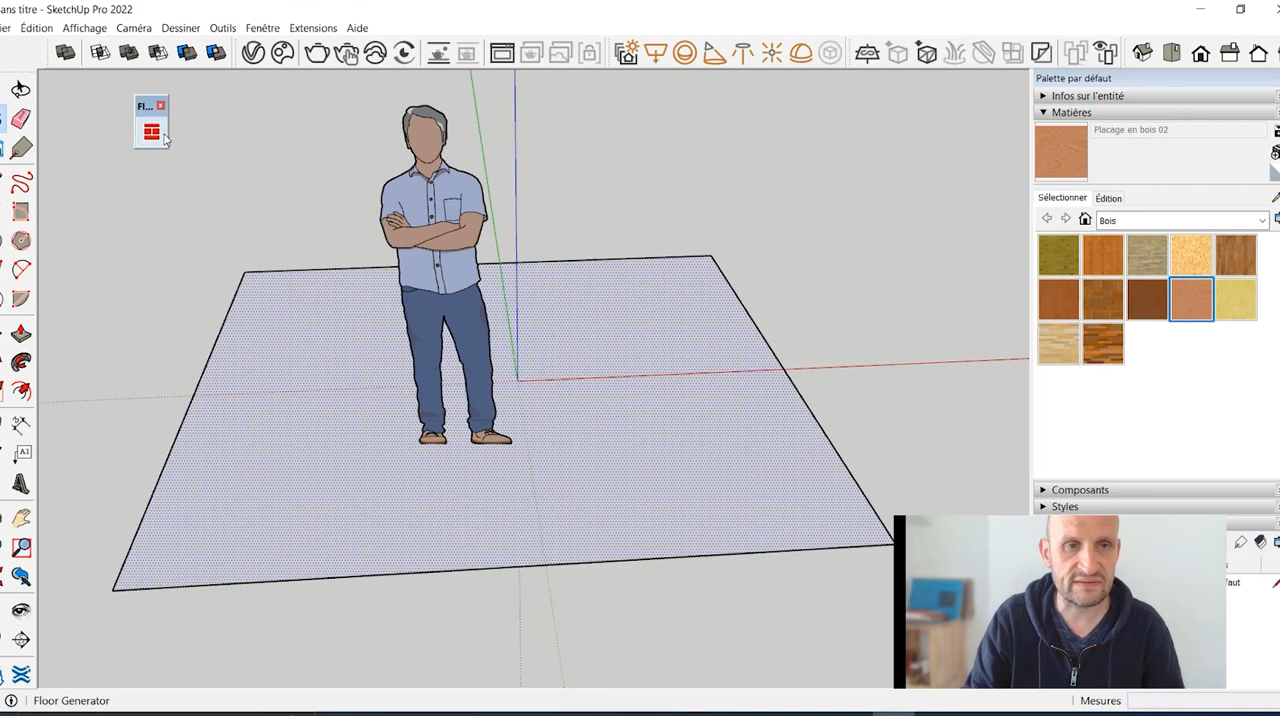 ans titre - SketchUp Pro 2022
ier Édition Affichage Caméra Dessiner Outils Fenêtre Extensions Aide
Palette par défaut
Infos sur l'entité
Matières
Placage en bois 02
Sélectionner Édition
Bois
Fl...
A1
Composants
Styles
aut
Floor Generator
Mesures